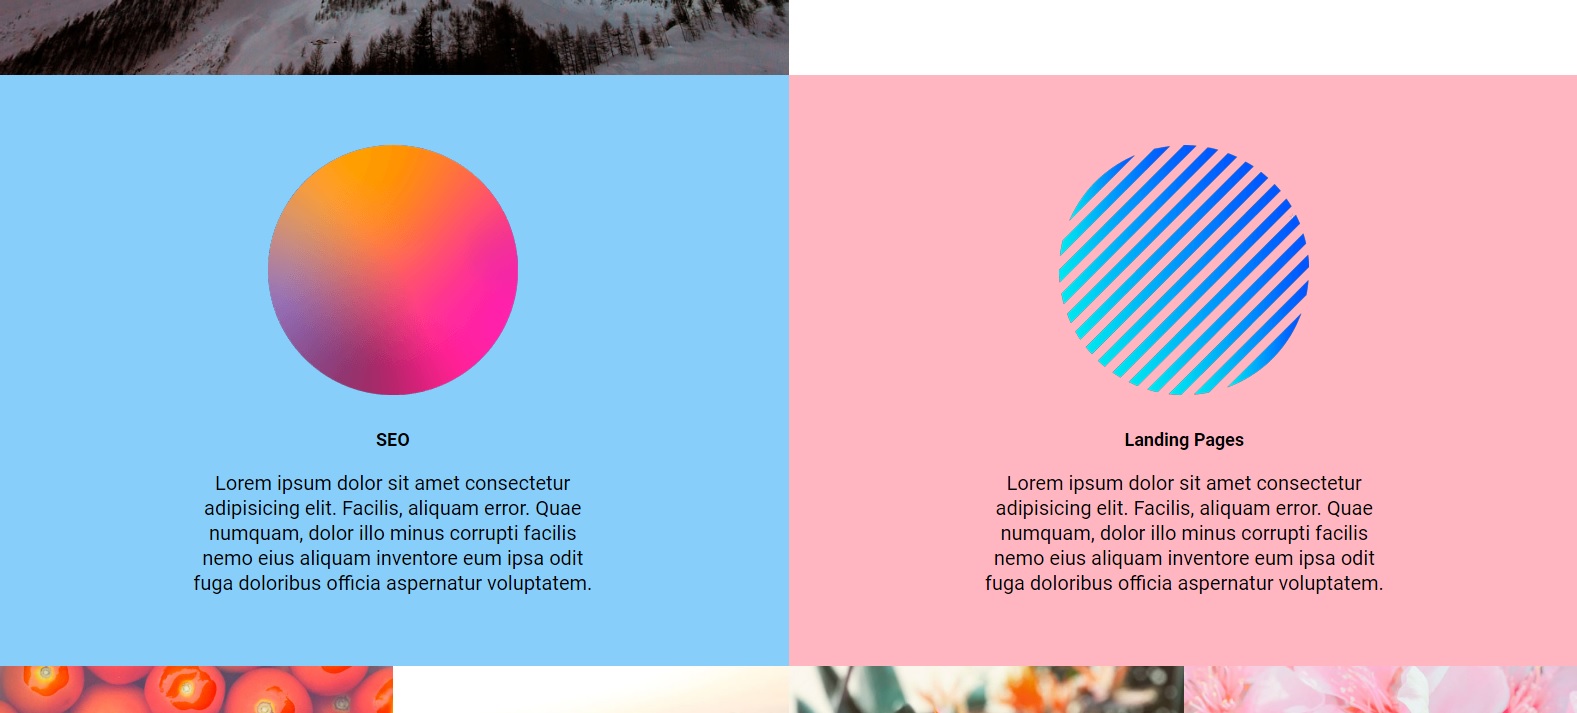 SEO
Lorem ipsum dolor sit amet consectetur
adipisicing elit. Facilis, aliquam error. Quae
numquam, dolor illo minus corrupti facilis
nemo eius aliquam inventore eum ipsa odit
fuga doloribus officia aspernatur voluptatem.
Landing Pages
Lorem ipsum dolor sit amet consectetur
adipisicing elit. Facilis, aliquam error. Quae
numquam, dolor illo minus corrupti facilis
nemo eius aliquam inventore eum ipsa odit
fuga doloribus officia aspernatur voluptatem.